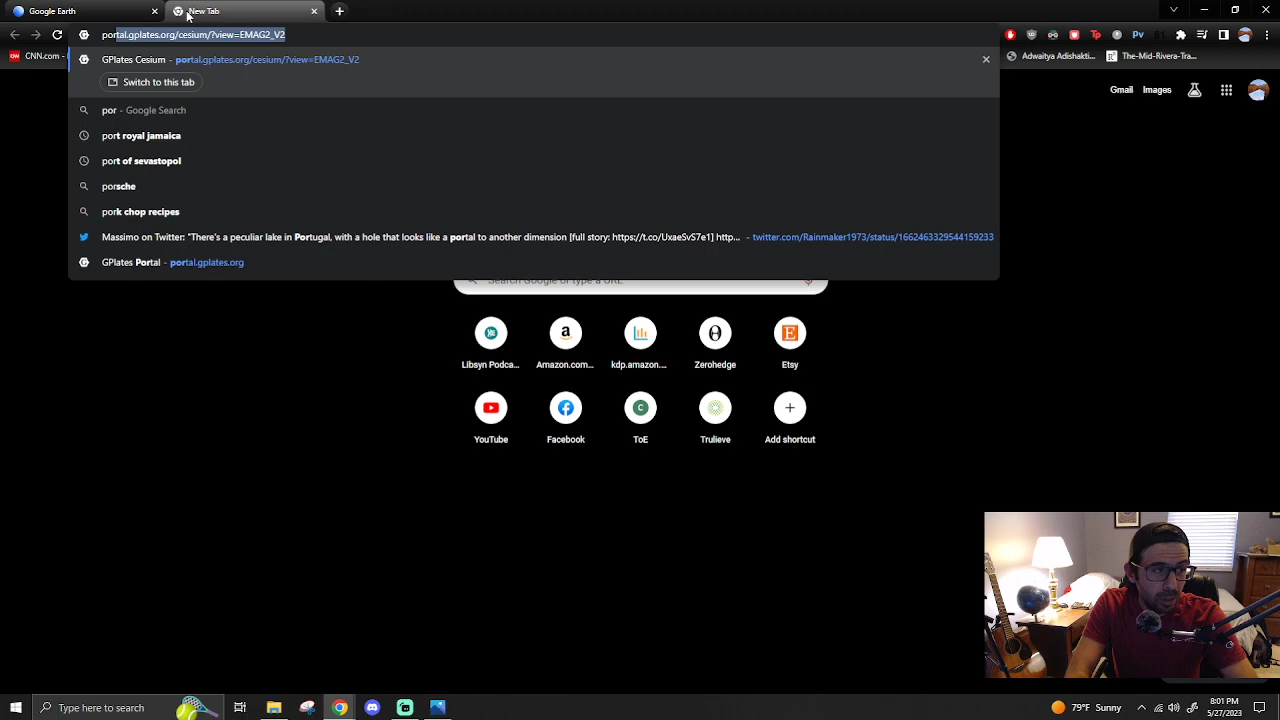 Google Earth
New Tab
portal.gplates.org/cesium/?view=EMAG2_V2
CNN.com -
Adwaitya Adishakti...
The-Mid-Rivera-Tra...
GPlates Cesium - portal.gplates.org/cesium/?view=EMAG2_V2
Switch to this tab
Gmail
Images
por - Google Search
port royal jamaica
port of sevastopol
porsche
pork chop recipes
Massimo on Twitter: "There's a peculiar lake in Portugal, with a hole that looks like a portal to another dimension [full story: https://t.co/UxaeSvS7e1] http... - twitter.com/Rainmaker1973/status/1662463329544159233
GPlates Portal - portal.gplates.org
Search Google or type a URL
Libsyn Podca...
Amazon.com...
kdp.amazon....
Zerohedge
Etsy
YouTube
Facebook
ToE
Trulieve
Add shortcut
Type here to search
79°F Sunny
8:01 PM
5/27/2023